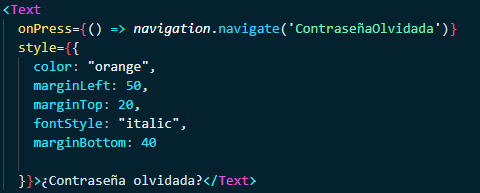 <Text
onPress={() => navigation.navigate('ContraseñaOlvidada')}
style={{
color: "orange",
marginLeft: 50,
marginTop: 20,
fontStyle: "italic",
marginBottom: 40
}}>¿Contraseña olvidada?</Text>